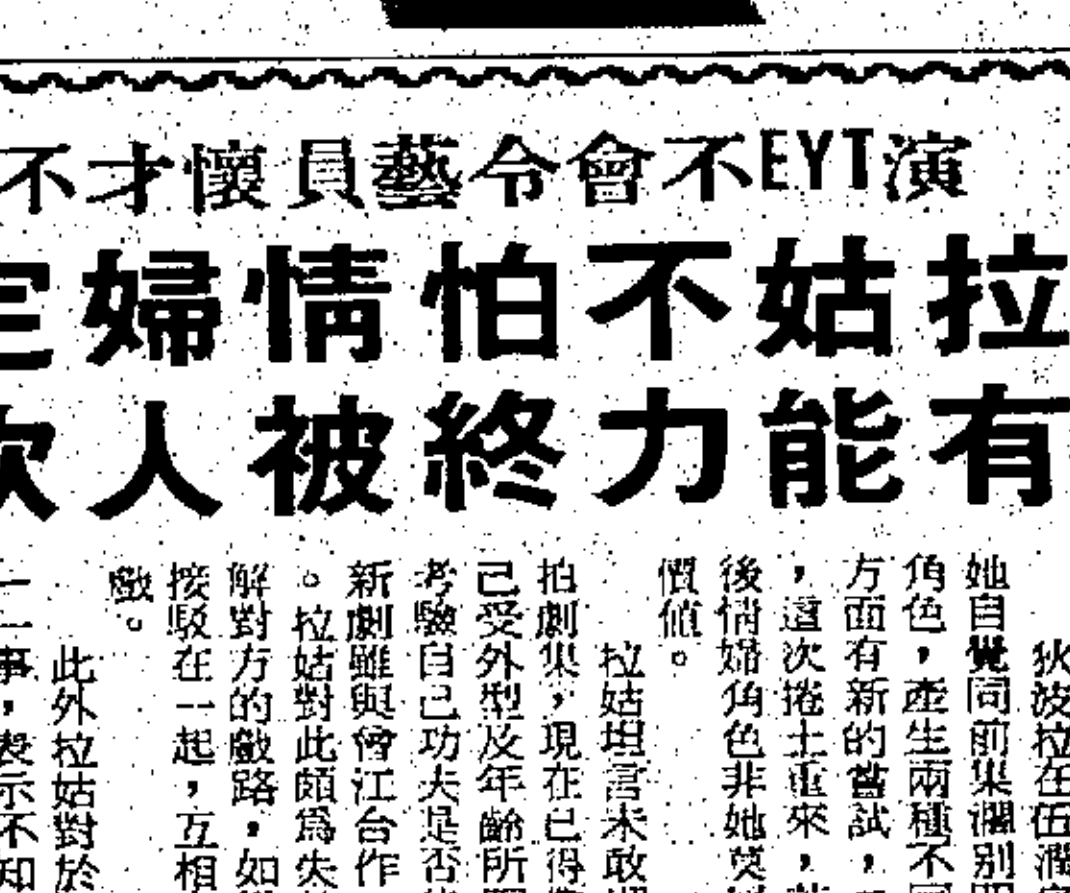 演EYT不會令藝員懷才不
拉姑不怕情婦定
有能力終被人欣
狄波拉在伍潤
她自覺同前集潤別
角色，產生兩種不同
方面有新的嘗試，
，這次捲土重來，
後情婦角色非她莫
價值。
拉姑坦言未敢
拍劇集，現在已得
己受外型及年齡所
考驗自己功夫是否
新劇雖與曾江合作
。拉姑對此頗爲失
解對方的戲路，如
接駁在一起，互相
戲。
此外拉姑對於
事，表示不知